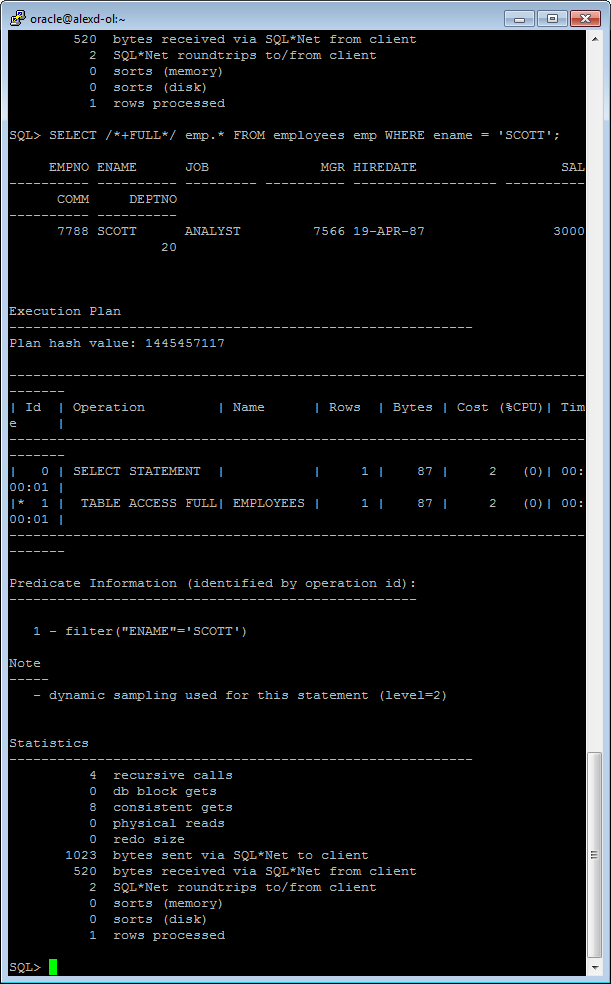 oracle@alexd-ol:~
        520  bytes received via SQL*Net from client
          2  SQL*Net roundtrips to/from client
          0  sorts (memory)
          0  sorts (disk)
          1  rows processed
SQL> SELECT /*+FULL*/ emp.* FROM employees emp WHERE ename = 'SCOTT';
     EMPNO ENAME      JOB              MGR HIREDATE                  SAL
---------- ---------- --------- ---------- ------------------ ----------
      COMM     DEPTNO
---------- ----------
      7788 SCOTT      ANALYST         7566 19-APR-87                3000
                   20
Execution Plan
----------------------------------------------------------
Plan hash value: 1445457117
------------------------------------------------------------------------
-------
| Id  | Operation         | Name      | Rows  | Bytes | Cost (%CPU)| Tim
e     |
------------------------------------------------------------------------
-------
|   0 | SELECT STATEMENT  |           |     1 |    87 |     2   (0)| 00:
00:01 |
|*  1 |  TABLE ACCESS FULL| EMPLOYEES |     1 |    87 |     2   (0)| 00:
00:01 |
------------------------------------------------------------------------
-------
Predicate Information (identified by operation id):
---------------------------------------------------
   1 - filter("ENAME"='SCOTT')
Note
-----
   - dynamic sampling used for this statement (level=2)
Statistics
----------------------------------------------------------
          4  recursive calls
          0  db block gets
          8  consistent gets
          0  physical reads
          0  redo size
       1023  bytes sent via SQL*Net to client
        520  bytes received via SQL*Net from client
          2  SQL*Net roundtrips to/from client
          0  sorts (memory)
          0  sorts (disk)
          1  rows processed
SQL>